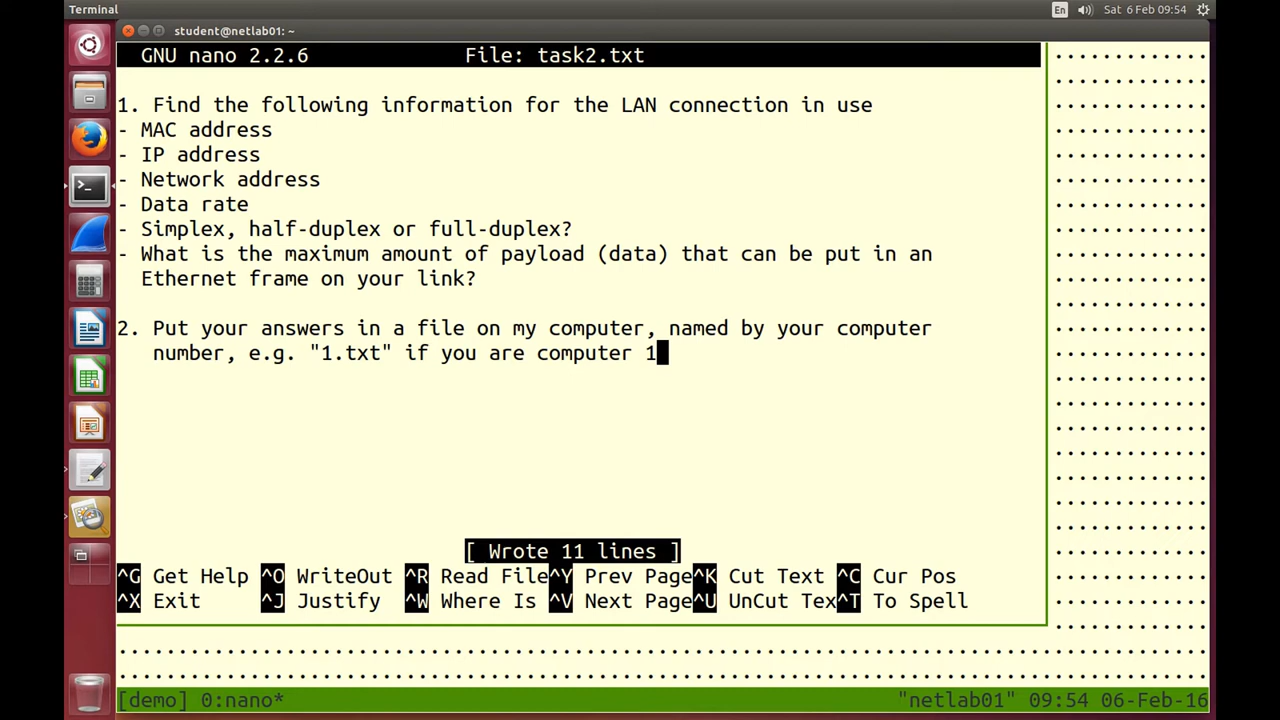 Terminal
En
Sat 6 Feb 09:54
student@netlab01: ~
GNU nano 2.2.6 File: task2.txt
1. Find the following information for the LAN connection in use
- MAC address
- IP address
- Network address
- Data rate
- Simplex, half-duplex or full-duplex?
- What is the maximum amount of payload (data) that can be put in an
Ethernet frame on your link?
2. Put your answers in a file on my computer, named by your computer
number, e.g. "1.txt" if you are computer 1
[ Wrote 11 lines ]
^G Get Help ^O WriteOut ^R Read File^Y Prev Page^K Cut Text ^C Cur Pos
^X Exit ^J Justify ^W Where Is ^V Next Page^U UnCut Tex^T To Spell
[demo] 0:nano* "netlab01" 09:54 06-Feb-16